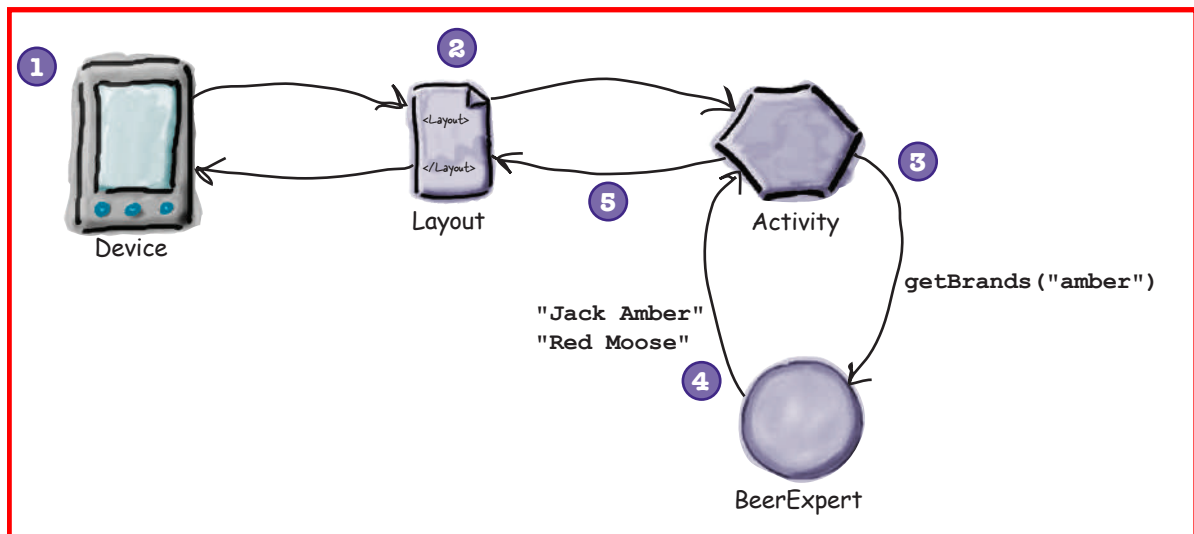 1
2
<Layout>
</Layout>
Layout
Device
Activity
3
5
getBrands("amber")
"Jack Amber"
"Red Moose"
4
BeerExpert